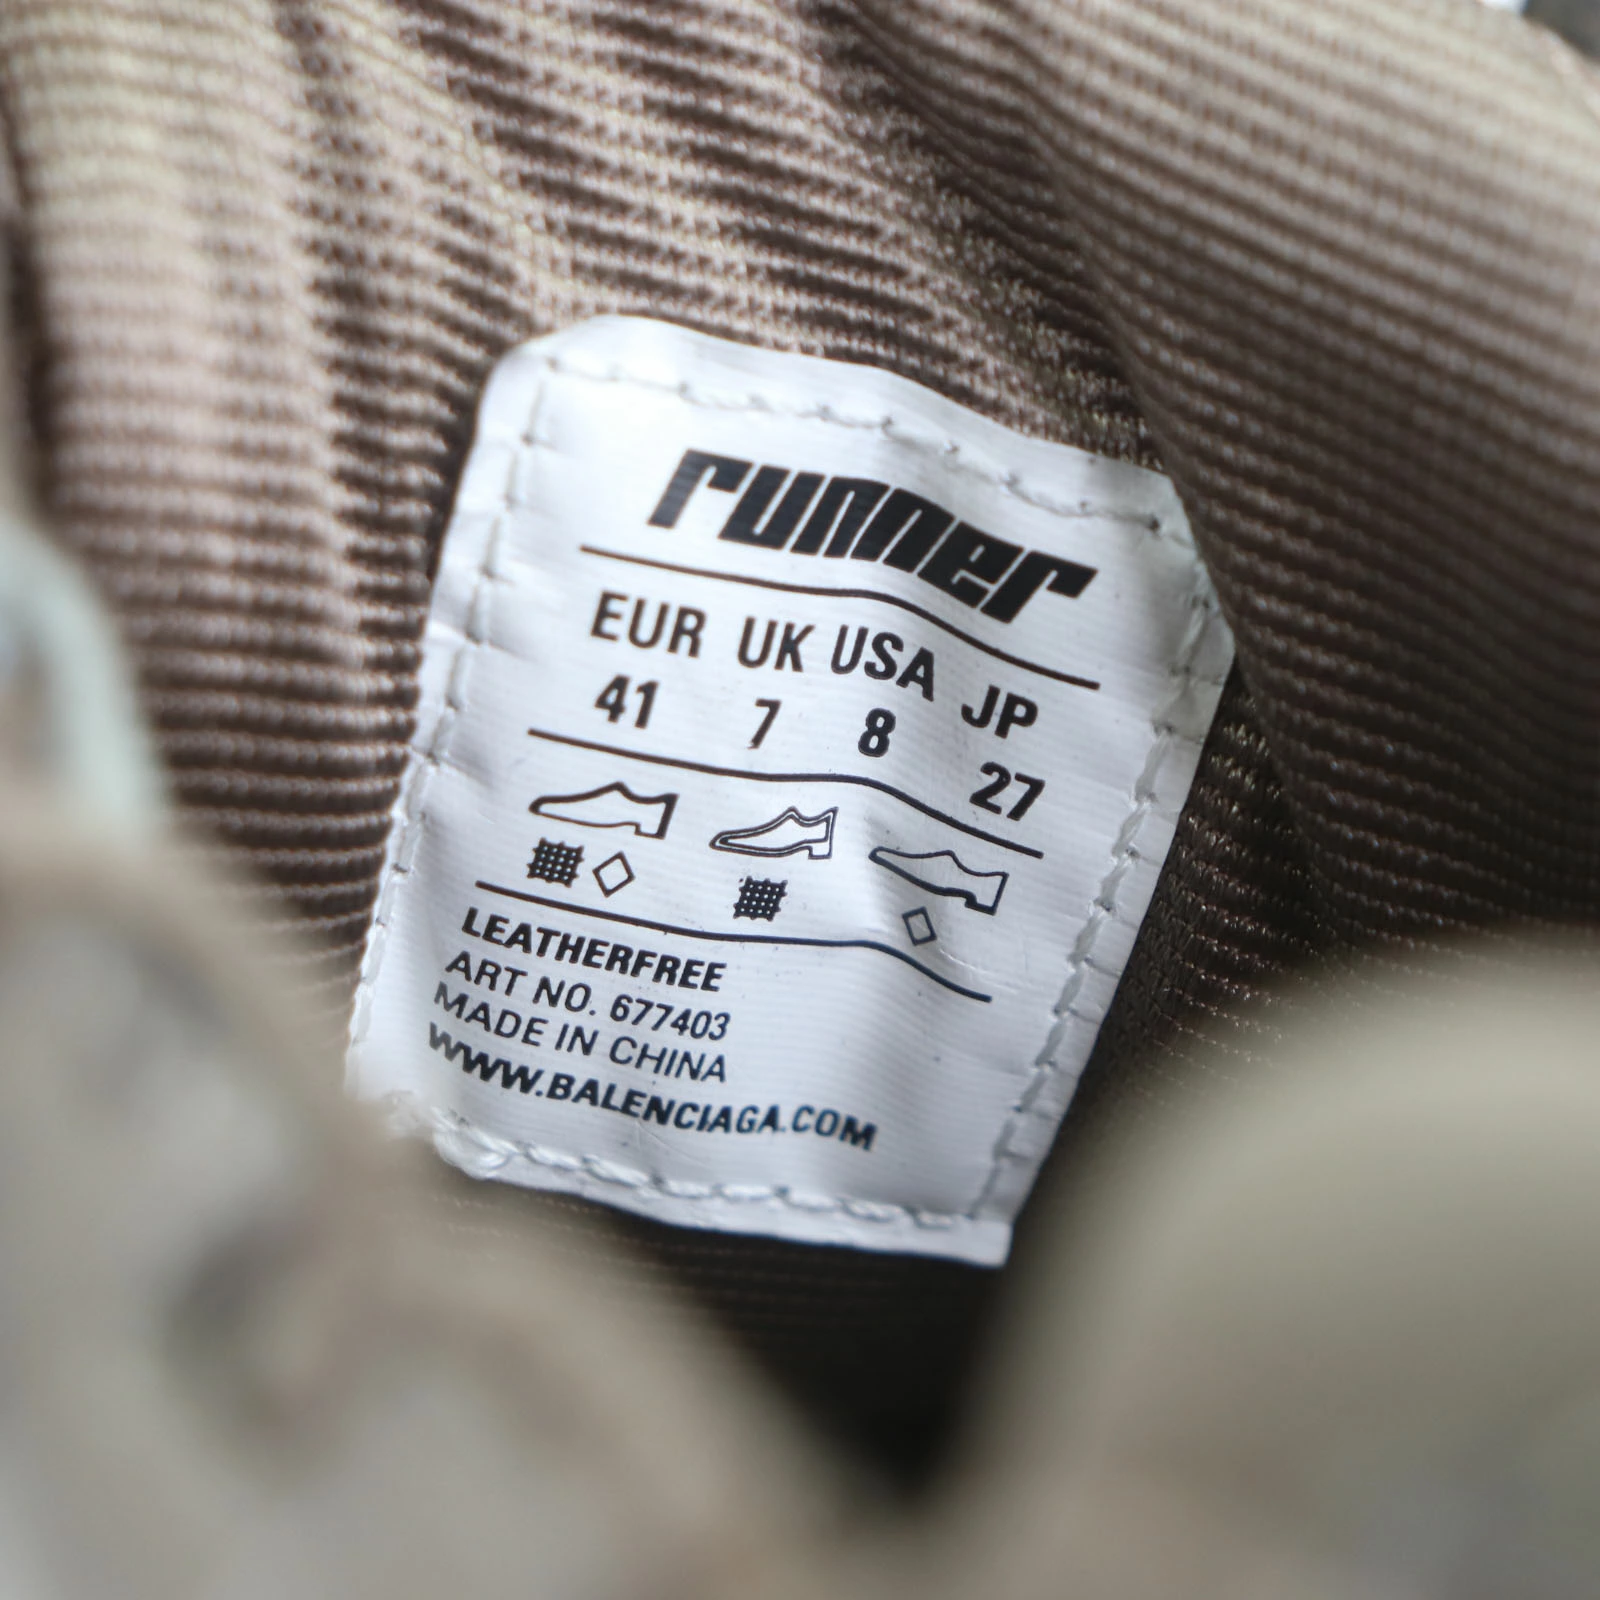 runner
EUR UK USA JP
41 7 8 27
LEATHERFREE
ART NO. 677403
MADE IN CHINA
WWW.BALENCIAGA.COM